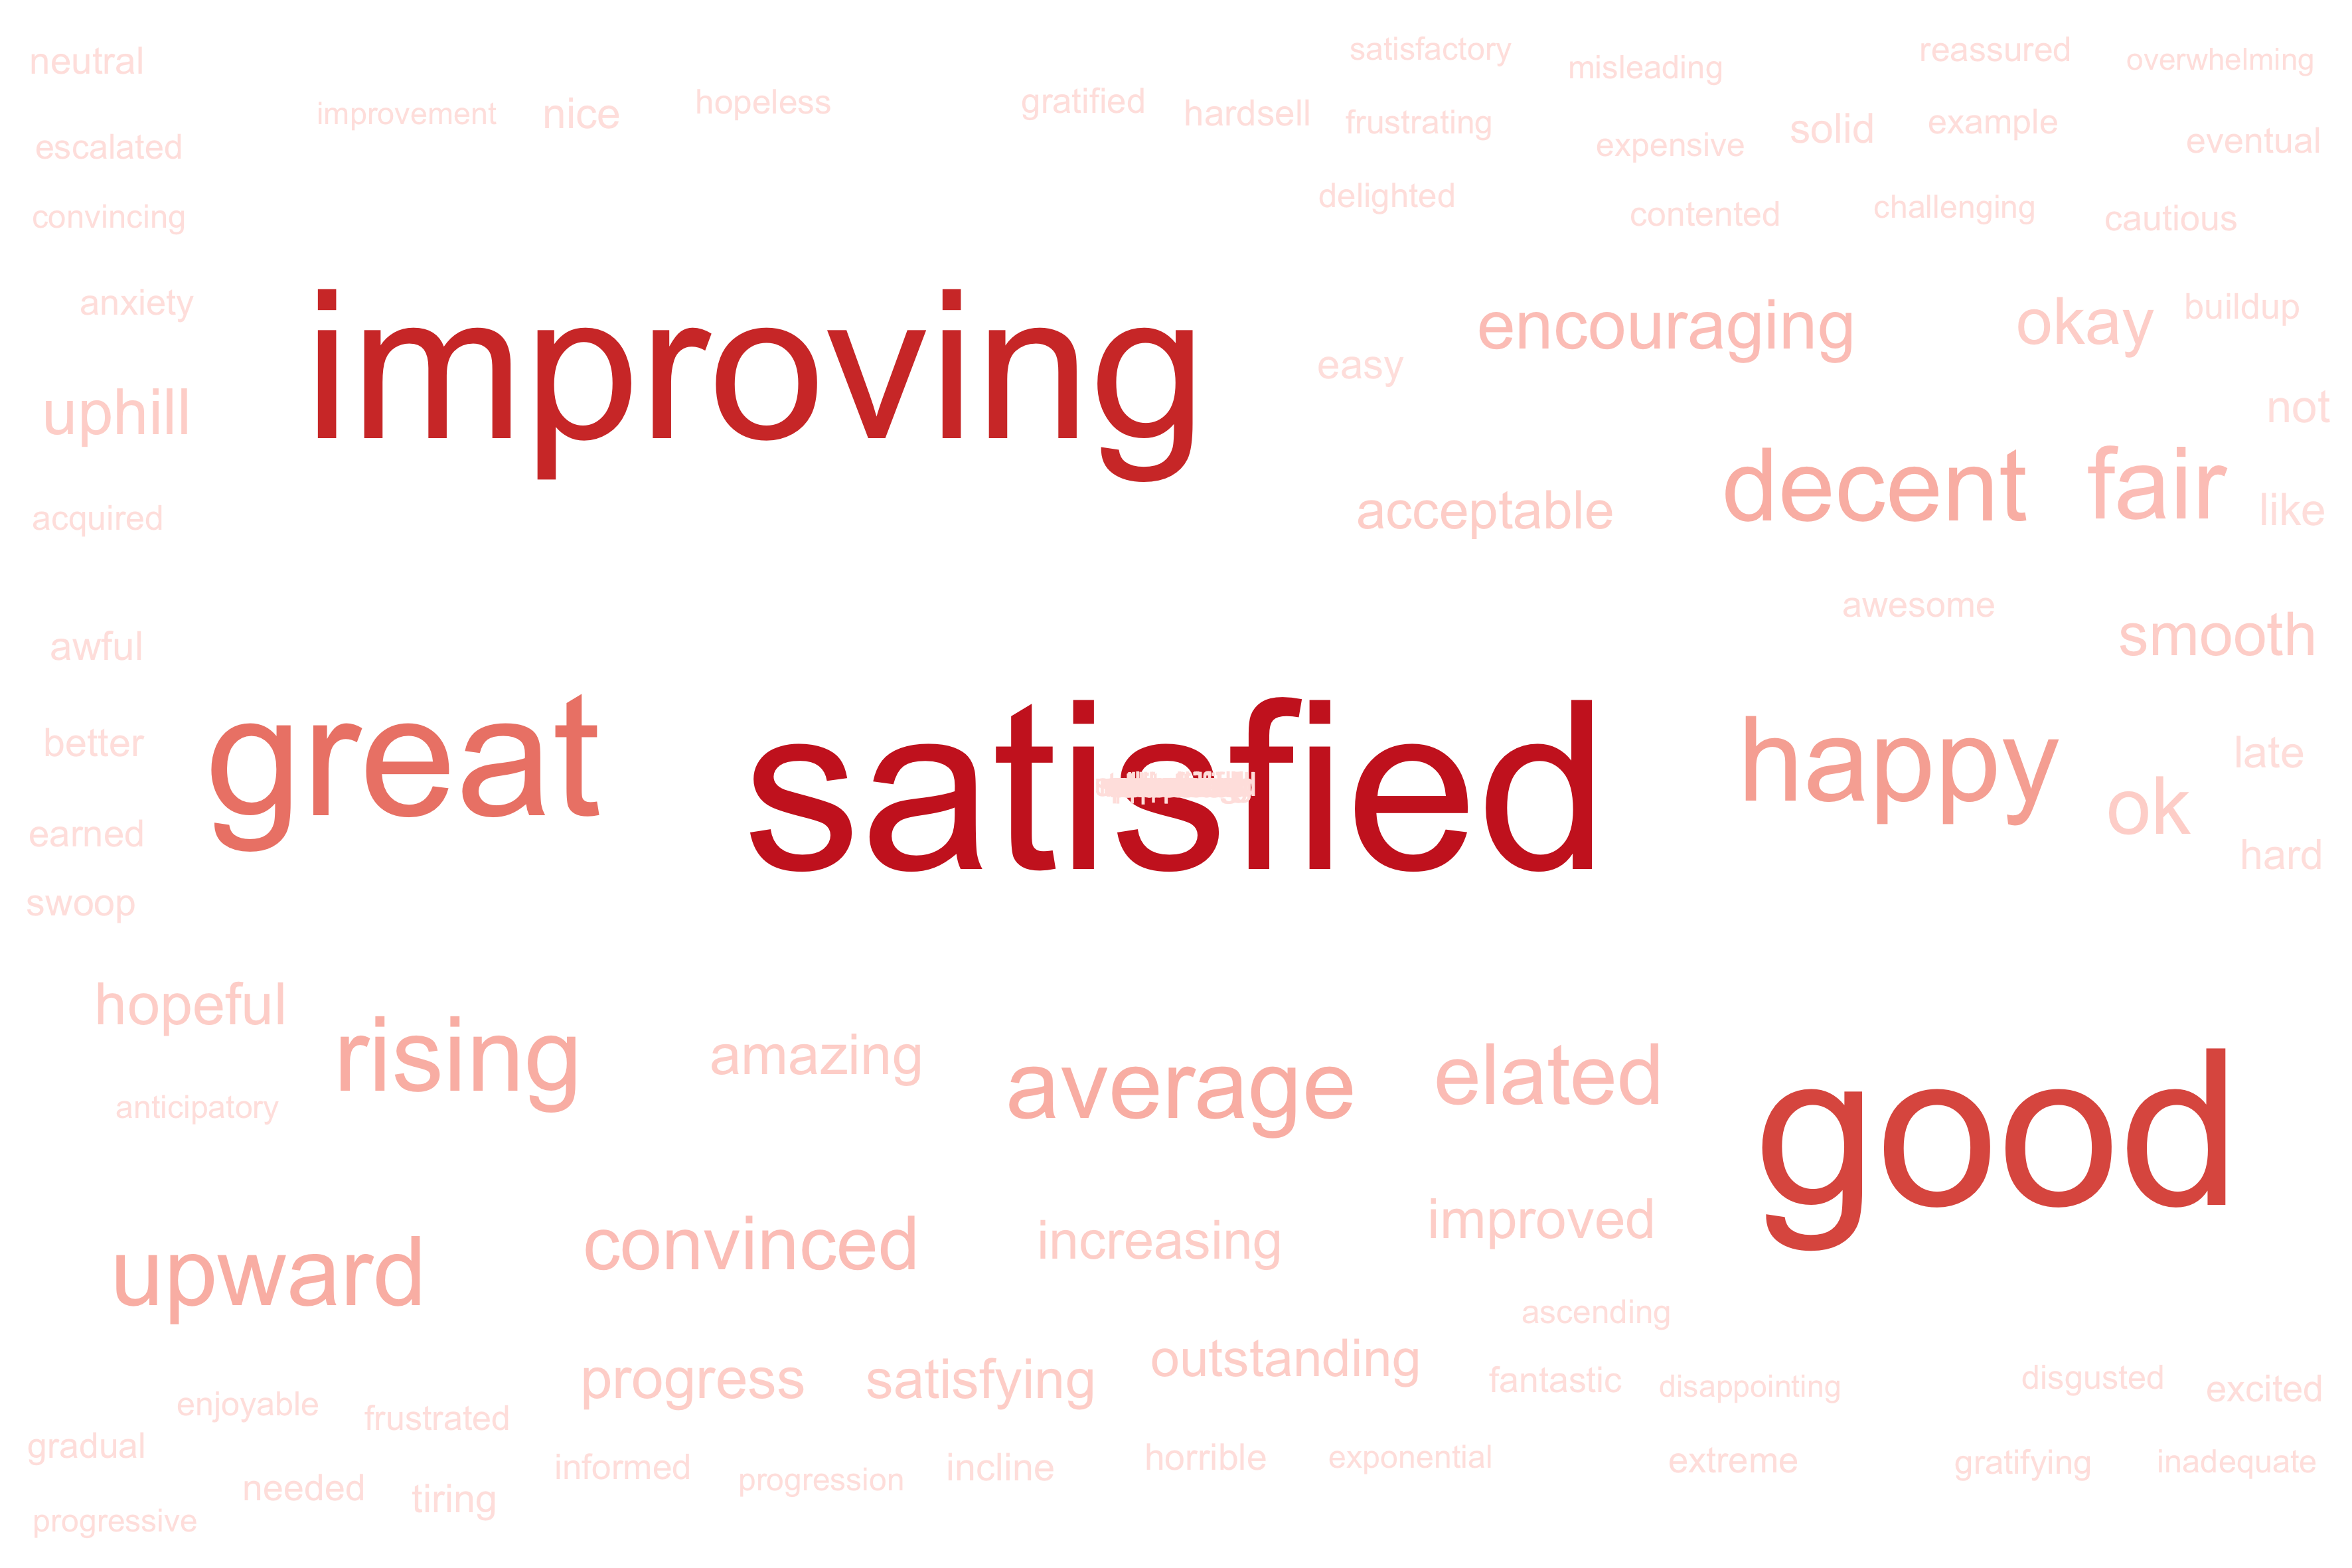 neutral
improvement
nice
hopeless
gratified
hardsell
satisfactory
misleading
reassured
overwhelming
escalated
frustrating
expensive
solid
example
eventual
convincing
delighted
contented
challenging
cautious
anxiety
improving
easy
encouraging
okay
buildup
uphill
not
acquired
acceptable
decent
fair
like
awful
awesome
smooth
better
great
satisfied
happy
late
earned
ok
hard
swoop
hopeful
rising
amazing
average
elated
good
anticipatory
upward
convinced
increasing
improved
ascending
progress
satisfying
outstanding
fantastic
disappointing
disgusted
excited
enjoyable
frustrated
gradual
needed
tiring
informed
progression
incline
horrible
exponential
extreme
gratifying
inadequate
progressive